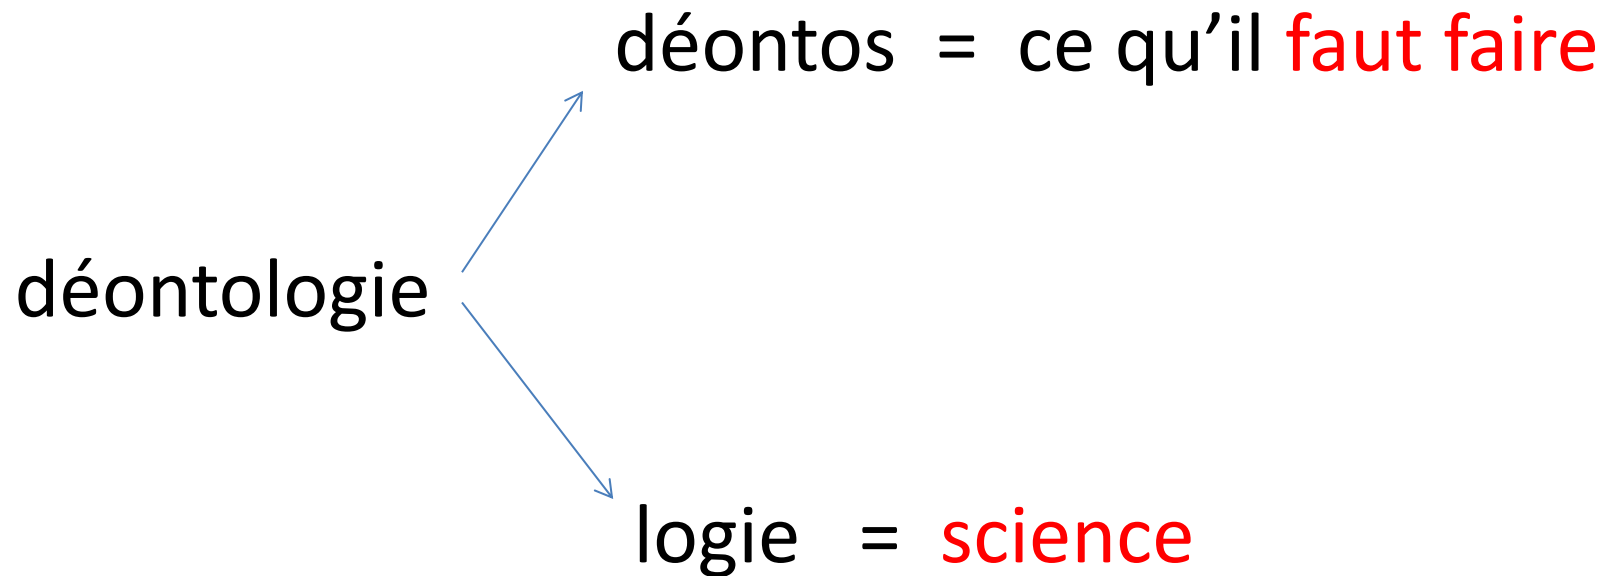 déontos = ce qu’il faut faire
déontologie
logie = science